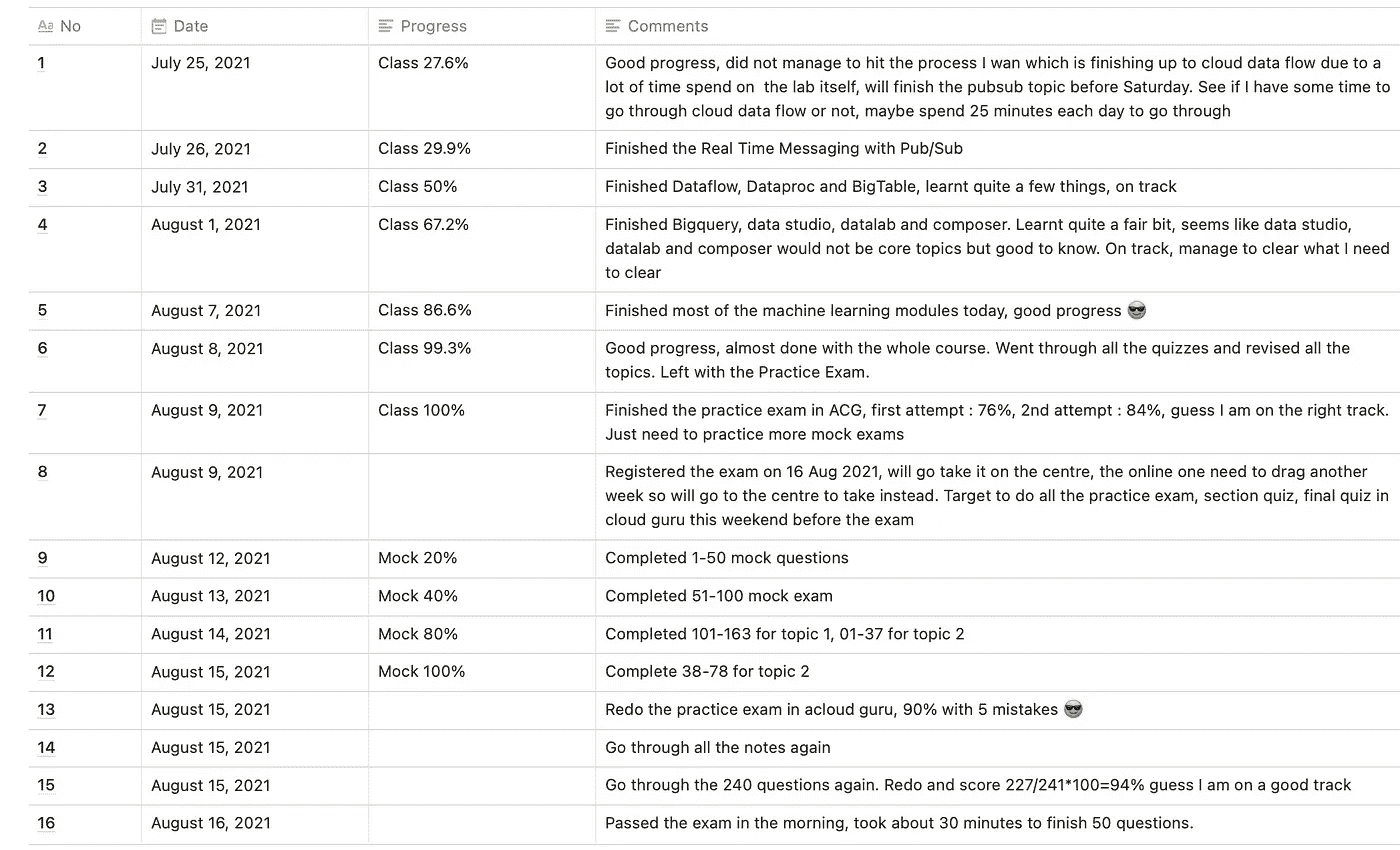 Aa No Date Progress Comments
1 July 25, 2021 Class 27.6% Good progress, did not manage to hit the process I wan which is finishing up to cloud data flow due to a
lot of time spend on  the lab itself, will finish the pubsub topic before Saturday. See if I have some time to
go through cloud data flow or not, maybe spend 25 minutes each day to go through
2 July 26, 2021 Class 29.9% Finished the Real Time Messaging with Pub/Sub
3 July 31, 2021 Class 50% Finished Dataflow, Dataproc and BigTable, learnt quite a few things, on track
4 August 1, 2021 Class 67.2% Finished Bigquery, data studio, datalab and composer. Learnt quite a fair bit, seems like data studio,
datalab and composer would not be core topics but good to know. On track, manage to clear what I need
to clear
5 August 7, 2021 Class 86.6% Finished most of the machine learning modules today, good progress 😎
6 August 8, 2021 Class 99.3% Good progress, almost done with the whole course. Went through all the quizzes and revised all the
topics. Left with the Practice Exam.
7 August 9, 2021 Class 100% Finished the practice exam in ACG, first attempt : 76%, 2nd attempt : 84%, guess I am on the right track.
Just need to practice more mock exams
8 August 9, 2021 Registered the exam on 16 Aug 2021, will go take it on the centre, the online one need to drag another
week so will go to the centre to take instead. Target to do all the practice exam, section quiz, final quiz in
cloud guru this weekend before the exam
9 August 12, 2021 Mock 20% Completed 1-50 mock questions
10 August 13, 2021 Mock 40% Completed 51-100 mock exam
11 August 14, 2021 Mock 80% Completed 101-163 for topic 1, 01-37 for topic 2
12 August 15, 2021 Mock 100% Complete 38-78 for topic 2
13 August 15, 2021 Redo the practice exam in acloud guru, 90% with 5 mistakes 😎
14 August 15, 2021 Go through all the notes again
15 August 15, 2021 Go through the 240 questions again. Redo and score 227/241*100=94% guess I am on a good track
16 August 16, 2021 Passed the exam in the morning, took about 30 minutes to finish 50 questions.